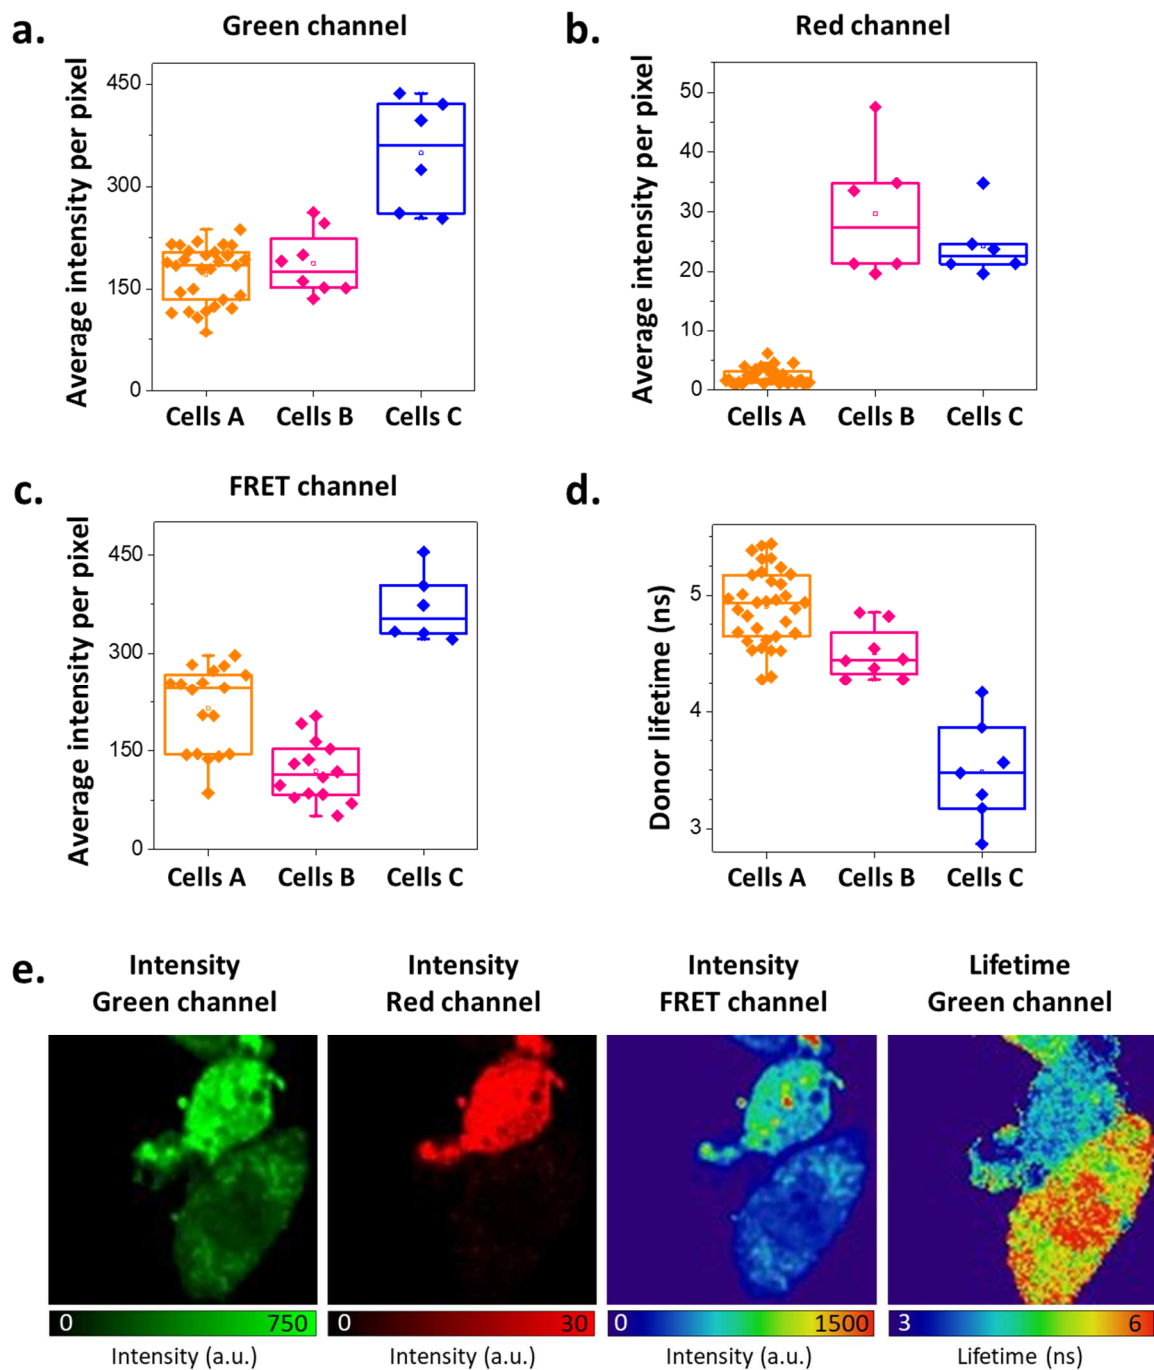 a.
Green channel
Average intensity per pixel
450
300
150
0
Cells A
Cells B
Cells C
b.
Red channel
Average intensity per pixel
50
40
30
20
10
0
Cells A
Cells B
Cells C
c.
FRET channel
Average intensity per pixel
450
300
150
0
Cells A
Cells B
Cells C
d.
Donor lifetime (ns)
5
4
3
Cells A
Cells B
Cells C
e.
Intensity
Green channel
Intensity
Red channel
Intensity
FRET channel
Lifetime
Green channel
0 750
Intensity (a.u.)
0 30
Intensity (a.u.)
0 1500
Intensity (a.u.)
3 6
Lifetime (ns)